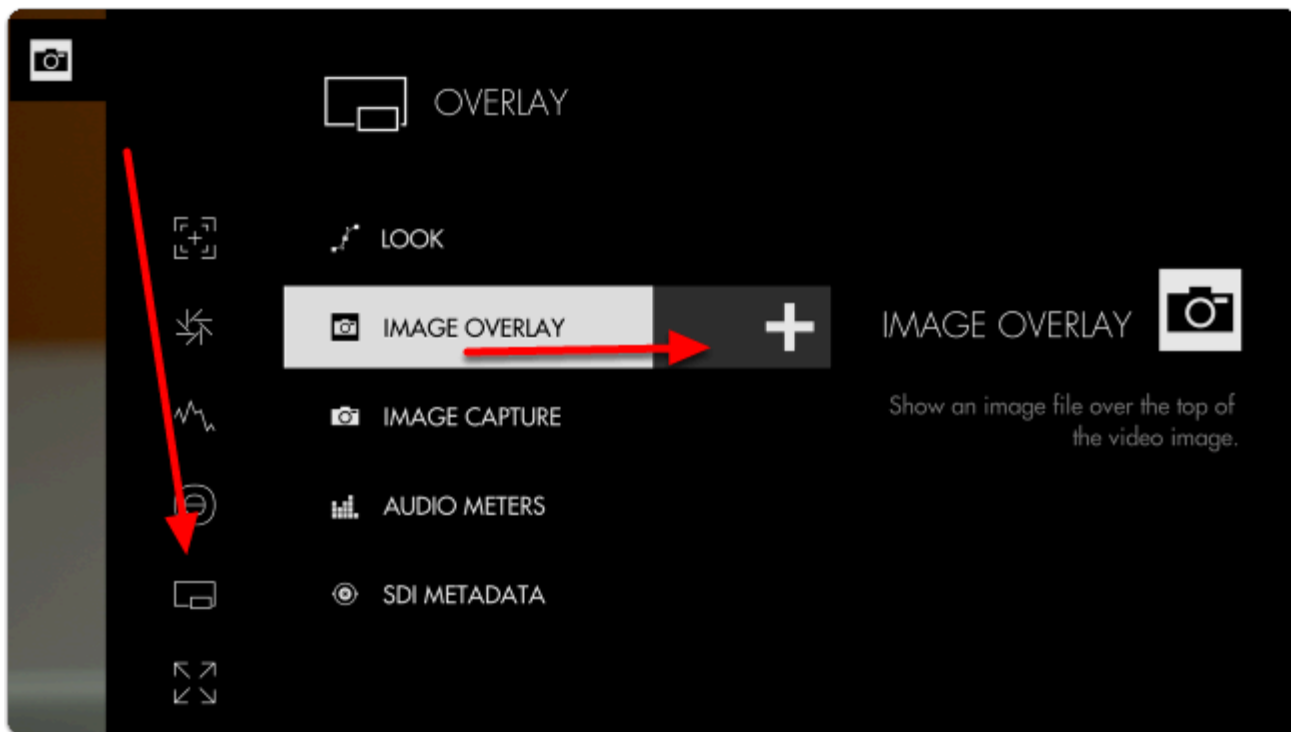 OVERLAY
LOOK
IMAGE OVERLAY
IMAGE OVERLAY
Show an image file over the top of
the video image.
IMAGE CAPTURE
AUDIO METERS
SDI METADATA